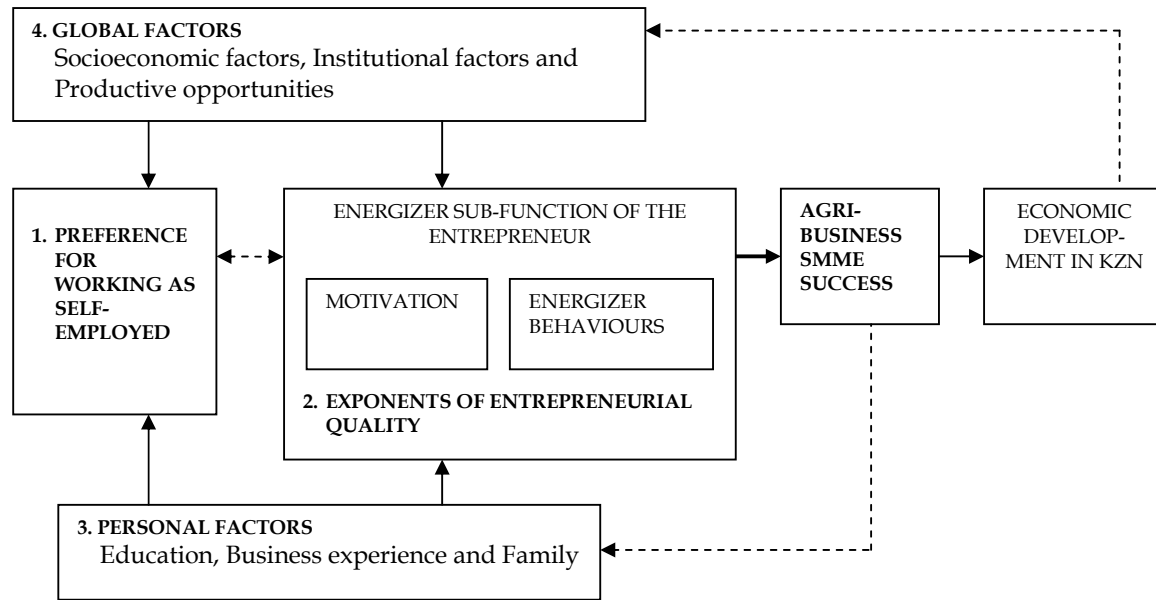 4. GLOBAL FACTORS
Socioeconomic factors, Institutional factors and
Productive opportunities
1. PREFERENCE
FOR
WORKING AS
SELF-
EMPLOYED
ENERGIZER SUB-FUNCTION OF THE
ENTREPRENEUR
MOTIVATION
ENERGIZER
BEHAVIOURS
2. EXPONENTS OF ENTREPRENEURIAL
QUALITY
AGRI-
BUSINESS
SMME
SUCCESS
ECONOMIC
DEVELOP-
MENT IN KZN
3. PERSONAL FACTORS
Education, Business experience and Family